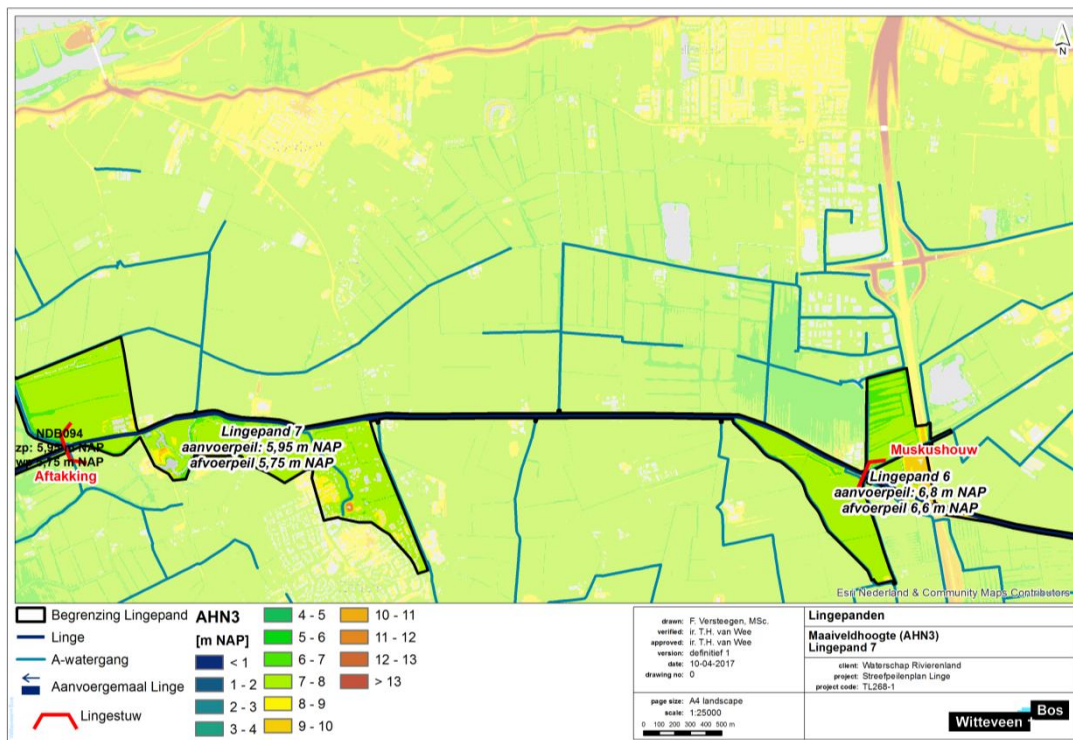 N
NDB094
zp: 5,95 m NAP
wp: 5,75 m NAP
Aftakking
Lingepand 7
aanvoerpeil: 5,95 m NAP
afvoerpeil 5,75 m NAP
Muskushouw
Lingepand 6
aanvoerpeil: 6,8 m NAP
afvoerpeil 6,6 m NAP
Esri Nederland & Community Maps Contributors
Begrenzing Lingepand
Linge
A-watergang
Aanvoergemaal Linge
Lingestuw
AHN3
[m NAP]
< 1
1 - 2
2 - 3
3 - 4
4 - 5
5 - 6
6 - 7
7 - 8
8 - 9
9 - 10
10 - 11
11 - 12
12 - 13
> 13
drawn: F. Versteegen, MSc.
verified: ir. T.H. van Wee
approved: ir. T.H. van Wee
version: definitief 1
date: 10-04-2017
drawing no: 0
page size: A4 landscape
scale: 1:25000
0 100 200 300 400 500 m
Lingepanden
Maaiveldhoogte (AHN3)
Lingepand 7
client: Waterschap Rivierenland
project: Streefpeilenplan Linge
project code: TL268-1
Witteveen + Bos